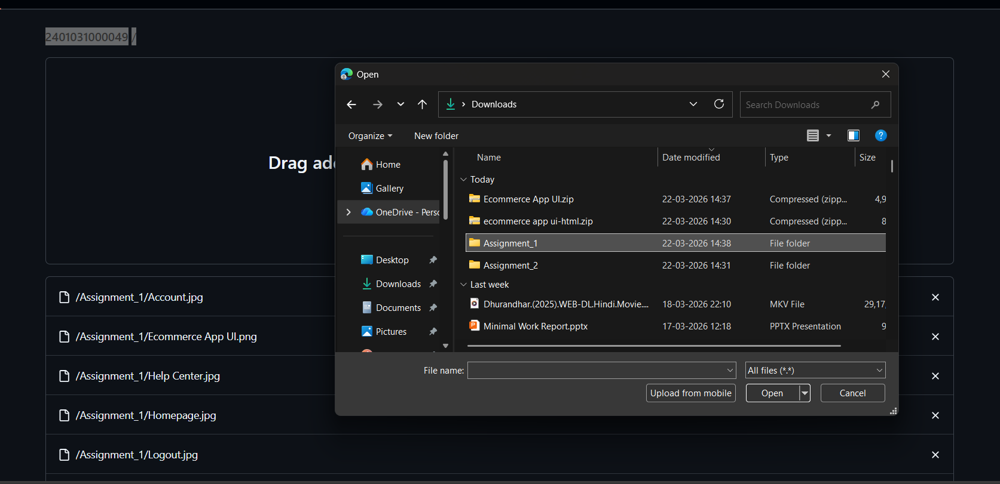 2401031000049 /
Drag ad
Open
Downloads
Search Downloads
Organize
New folder
Home
Gallery
OneDrive - Perso
Desktop
Downloads
Documents
Pictures
Name Date modified Type Size
Today
Ecommerce App UI.zip 22-03-2026 14:37 Compressed (zipp... 4,9
ecommerce app ui-html.zip 22-03-2026 14:30 Compressed (zipp... 8
Assignment_1 22-03-2026 14:38 File folder
Assignment_2 22-03-2026 14:31 File folder
Last week
Dhurandhar.(2025).WEB-DL.Hindi.Movie.... 18-03-2026 22:10 MKV File 29,17,
Minimal Work Report.pptx 17-03-2026 12:18 PPTX Presentation 9
File name:
All files (*.*)
Upload from mobile
Open
Cancel
/Assignment_1/Account.jpg
/Assignment_1/Ecommerce App UI.png
/Assignment_1/Help Center.jpg
/Assignment_1/Homepage.jpg
/Assignment_1/Logout.jpg